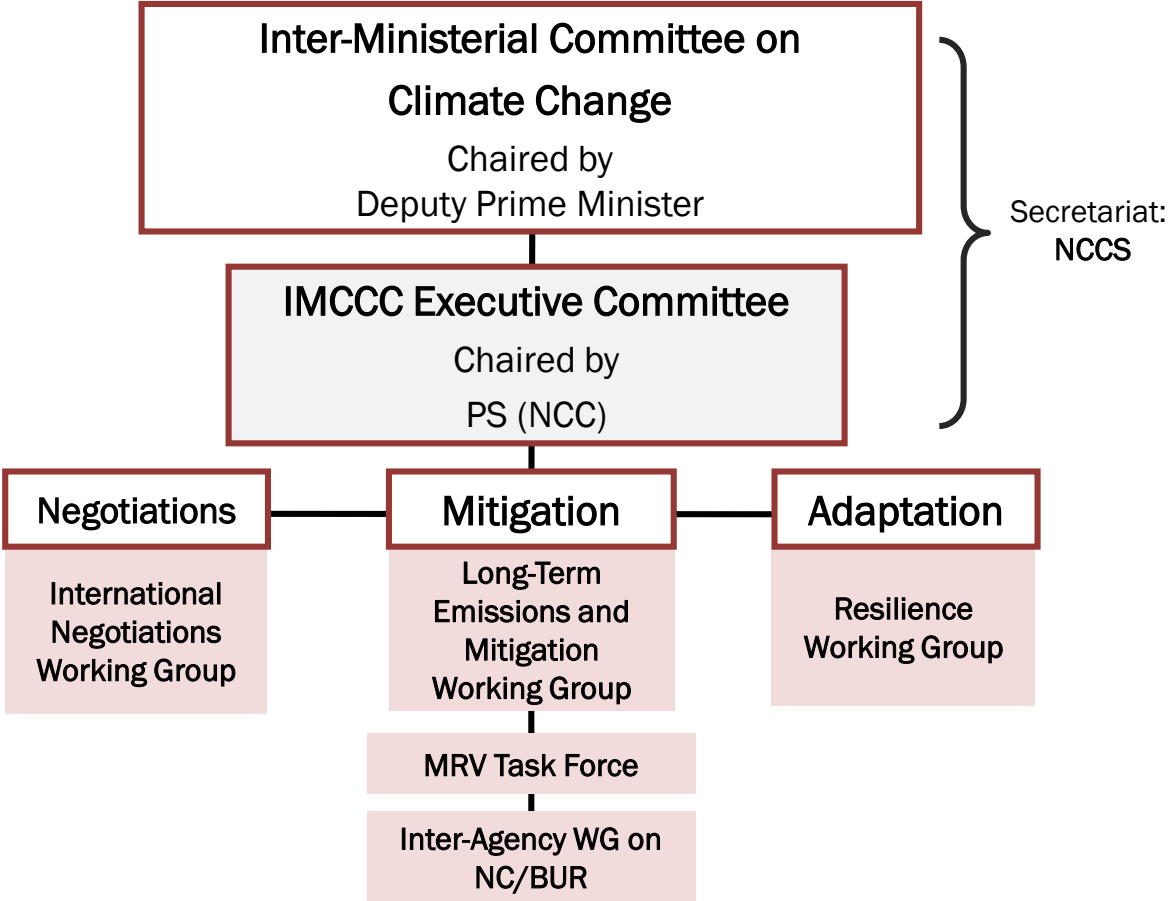 Inter-Ministerial Committee on
Climate Change
Chaired by
Deputy Prime Minister
Secretariat:
NCCS
IMCCC Executive Committee
Chaired by
PS (NCC)
Negotiations
Mitigation
Adaptation
International
Negotiations
Working Group
Long-Term
Emissions and
Mitigation
Working Group
Resilience
Working Group
MRV Task Force
Inter-Agency WG on
NC/BUR